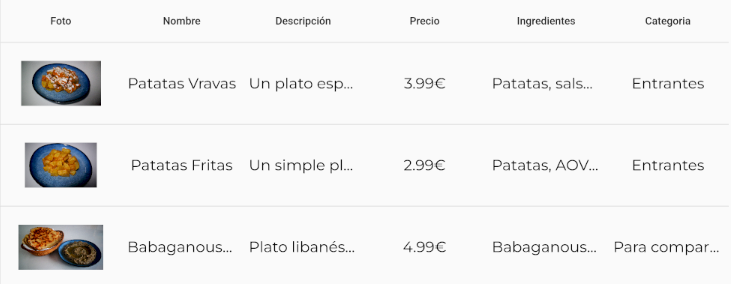 Foto Nombre Descripción Precio Ingredientes Categoria
Patatas Vravas Un plato esp... 3.99€ Patatas, sals... Entrantes
Patatas Fritas Un simple pl... 2.99€ Patatas, AOV... Entrantes
Babaganous... Plato libanés... 4.99€ Babaganous... Para compar...